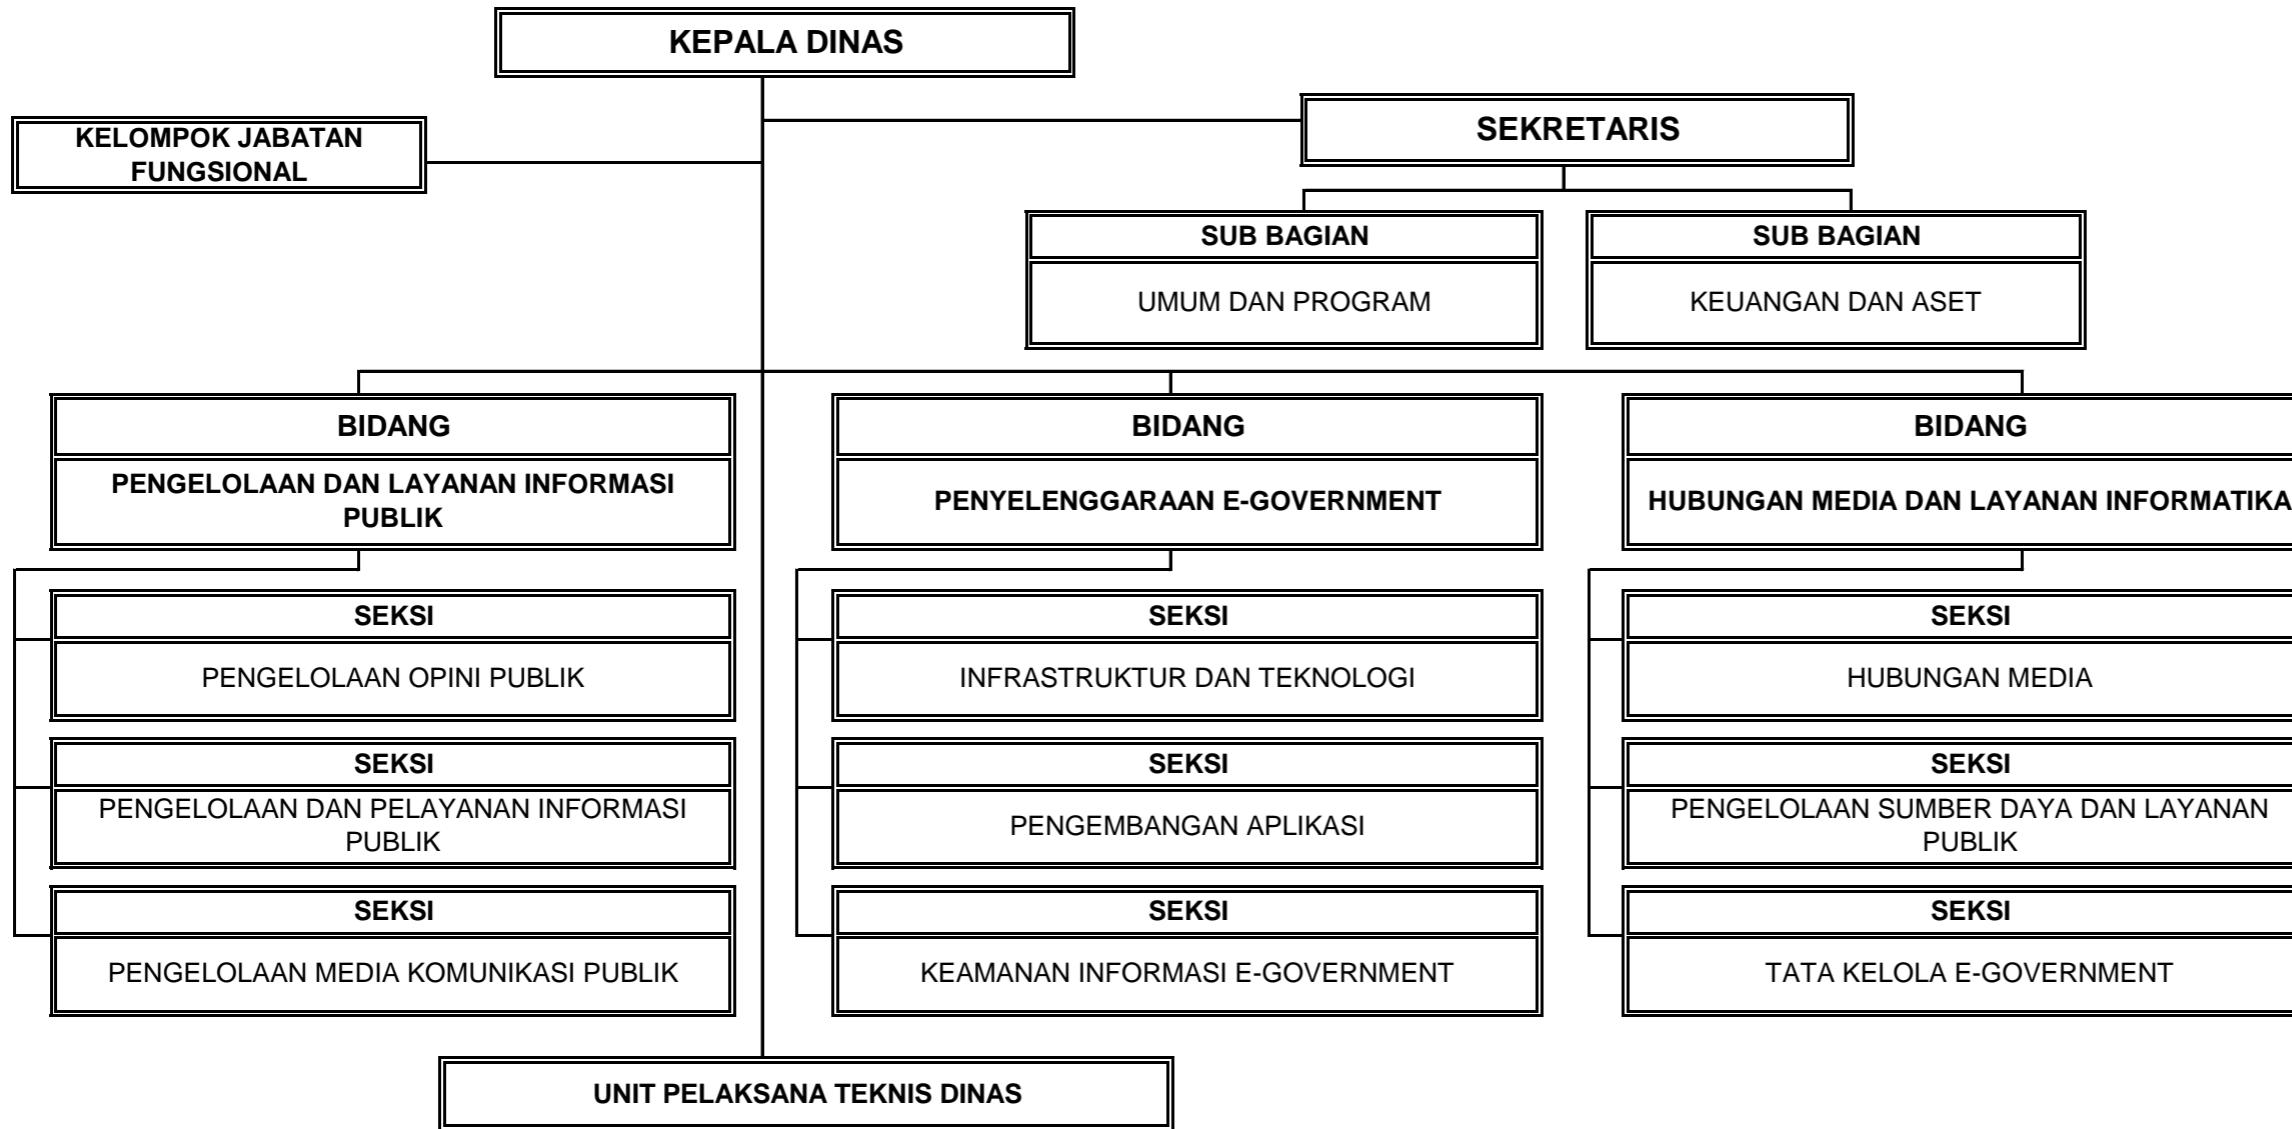 KEPALA DINAS
KELOMPOK JABATAN
FUNGSIONAL
SEKRETARIS
SUB BAGIAN
UMUM DAN PROGRAM
SUB BAGIAN
KEUANGAN DAN ASET
BIDANG
PENGELOLAAN DAN LAYANAN INFORMASI
PUBLIK
BIDANG
PENYELENGGARAAN E-GOVERNMENT
BIDANG
HUBUNGAN MEDIA DAN LAYANAN INFORMATIKA
SEKSI
PENGELOLAAN OPINI PUBLIK
SEKSI
PENGELOLAAN DAN PELAYANAN INFORMASI
PUBLIK
SEKSI
PENGELOLAAN MEDIA KOMUNIKASI PUBLIK
SEKSI
INFRASTRUKTUR DAN TEKNOLOGI
SEKSI
PENGEMBANGAN APLIKASI
SEKSI
KEAMANAN INFORMASI E-GOVERNMENT
SEKSI
HUBUNGAN MEDIA
SEKSI
PENGELOLAAN SUMBER DAYA DAN LAYANAN
PUBLIK
SEKSI
TATA KELOLA E-GOVERNMENT
UNIT PELAKSANA TEKNIS DINAS